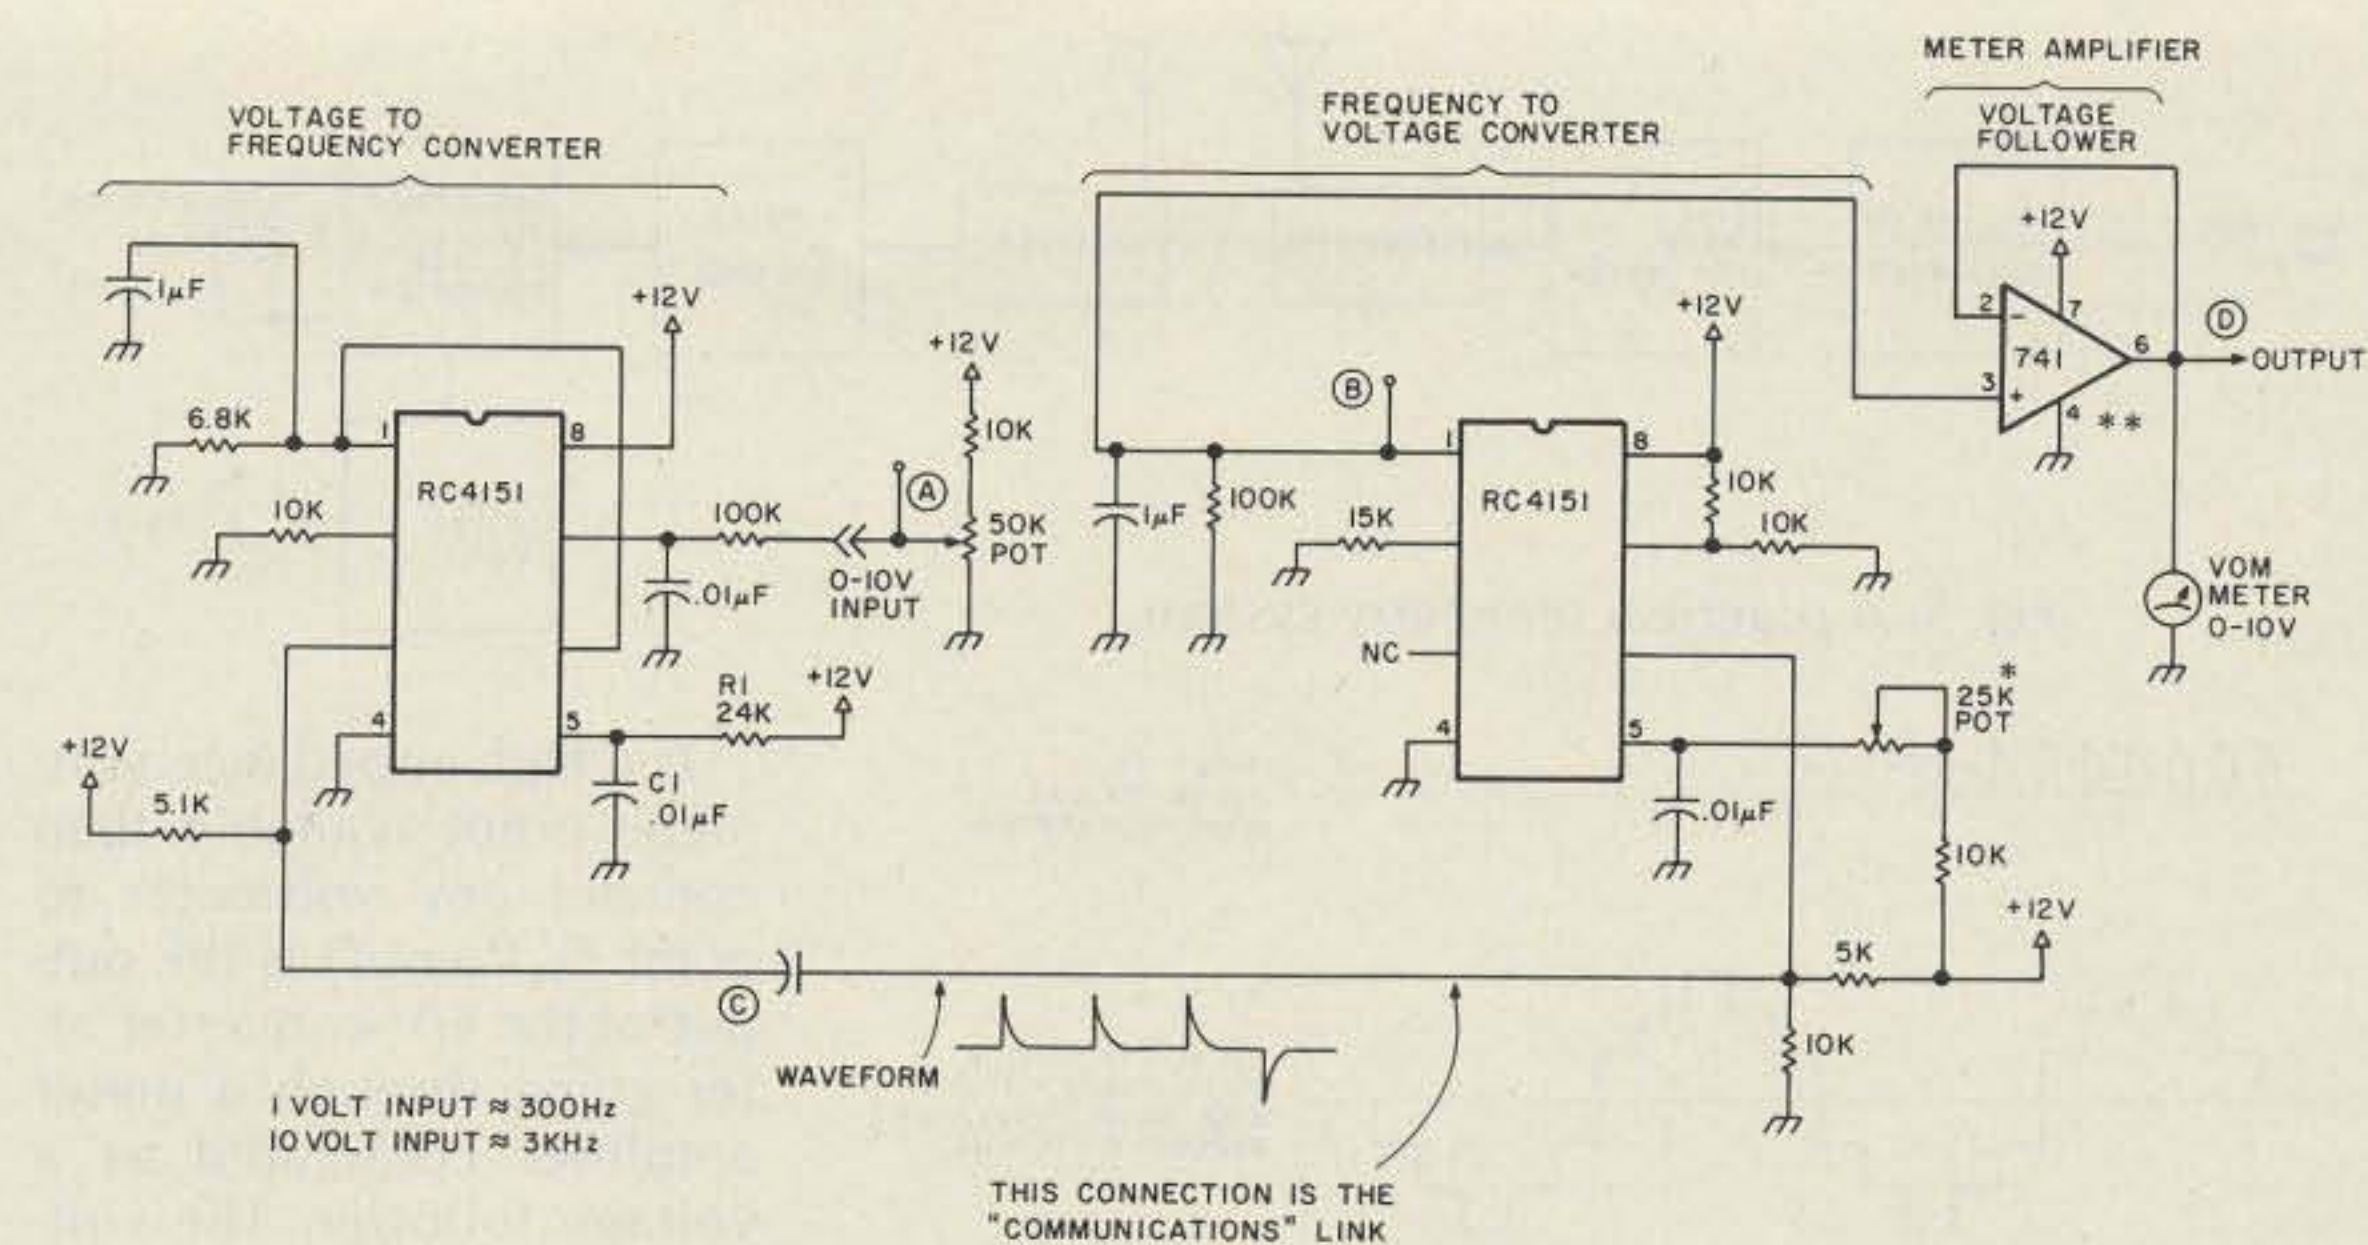 VOLTAGE TO
FREQUENCY CONVERTER
1µF
+12V
6.8K
1
8
RC4151
10K
100K
.01µF
0-10V
INPUT
A
+12V
10K
50K
POT
R1
24K
+12V
4
5
C1
.01µF
+12V
5.1K
C
1 VOLT INPUT ≈ 300Hz
10 VOLT INPUT ≈ 3KHz
WAVEFORM
THIS CONNECTION IS THE
"COMMUNICATIONS" LINK
FREQUENCY TO
VOLTAGE CONVERTER
B
1µF
100K
15K
NC
1
8
RC4151
4
5
+12V
10K
10K
.01µF
*
25K
POT
10K
+12V
5K
10K
METER AMPLIFIER
VOLTAGE
FOLLOWER
+12V
2
-
7
741
6
3
+
4
**
D
OUTPUT
VOM
METER
0-10V